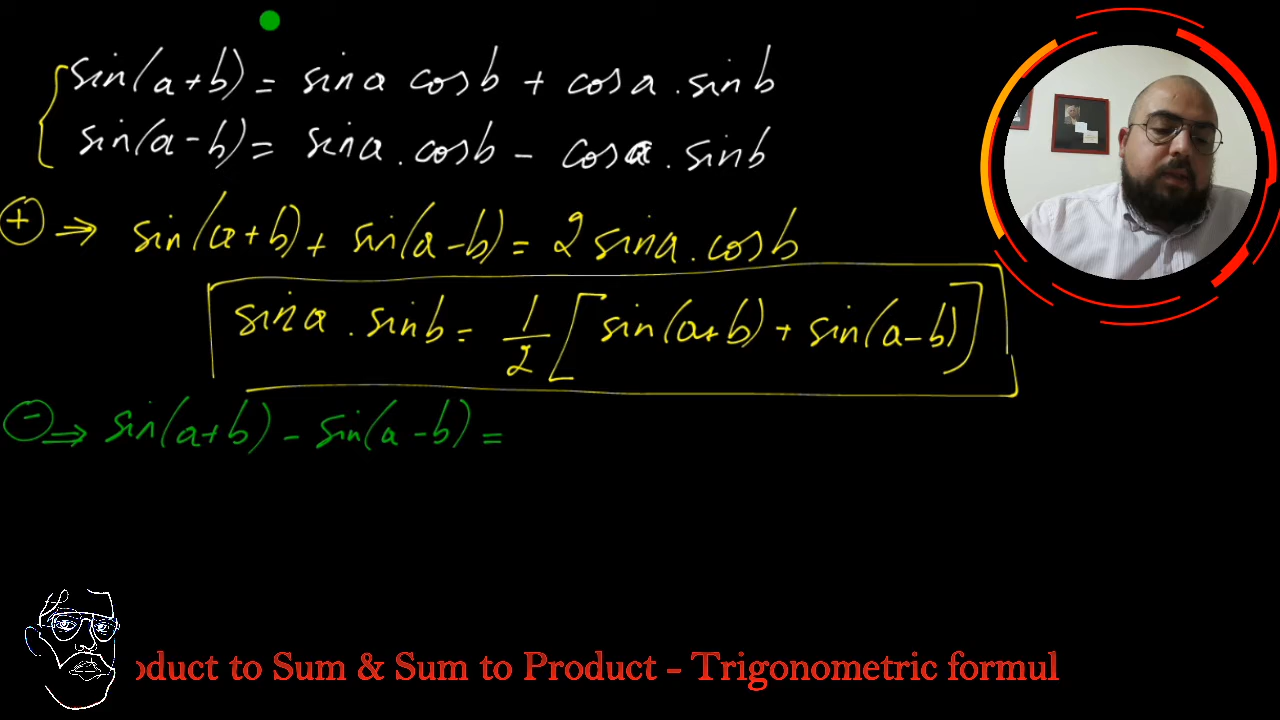 sin(a+b) = sina cosb + cosa . sinb
sin(a-b) = sina . cosb - cosa . sinb
+ ⇒ sin(a+b) + sin(a-b) = 2 sina . cosb
sina . sinb = 1/2 [sin(a+b) + sin(a-b)]
- ⇒ sin(a+b) - sin(a-b) =
oduct to Sum & Sum to Product - Trigonometric formul